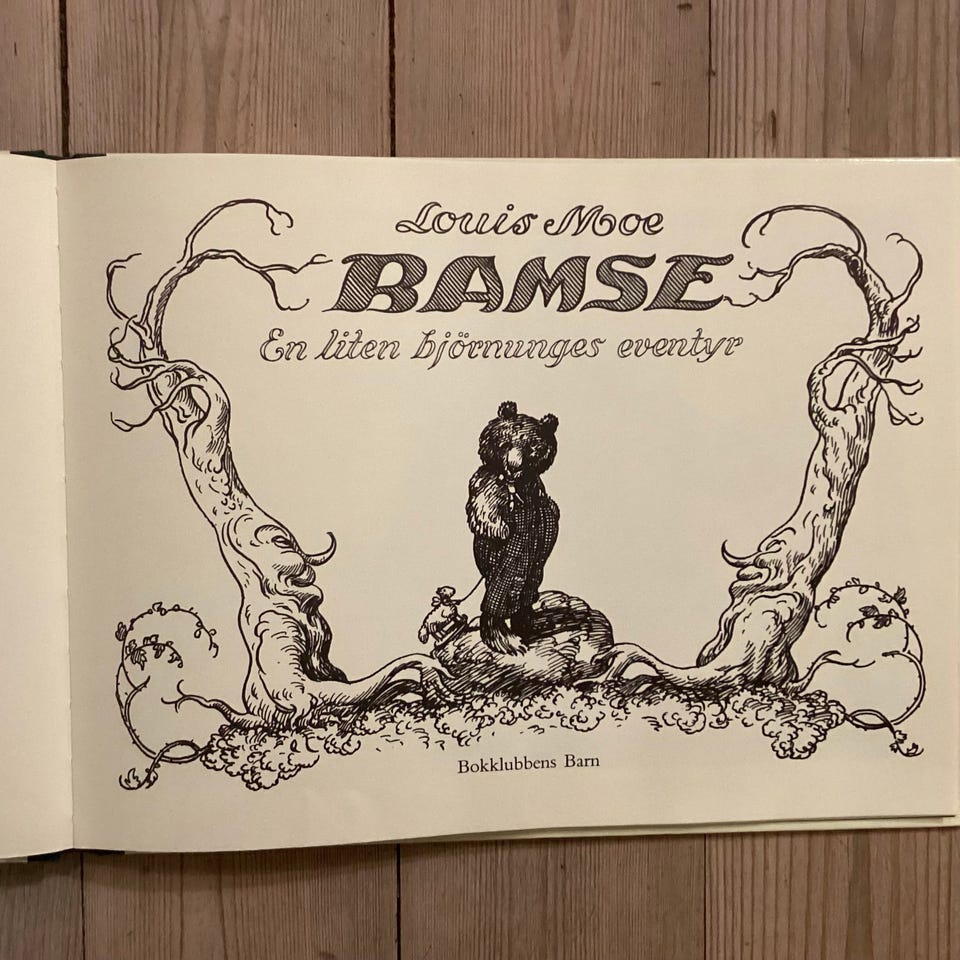 Louis Moe
BAMSE
En liten björnunges eventyr
Bokklubbens Barn